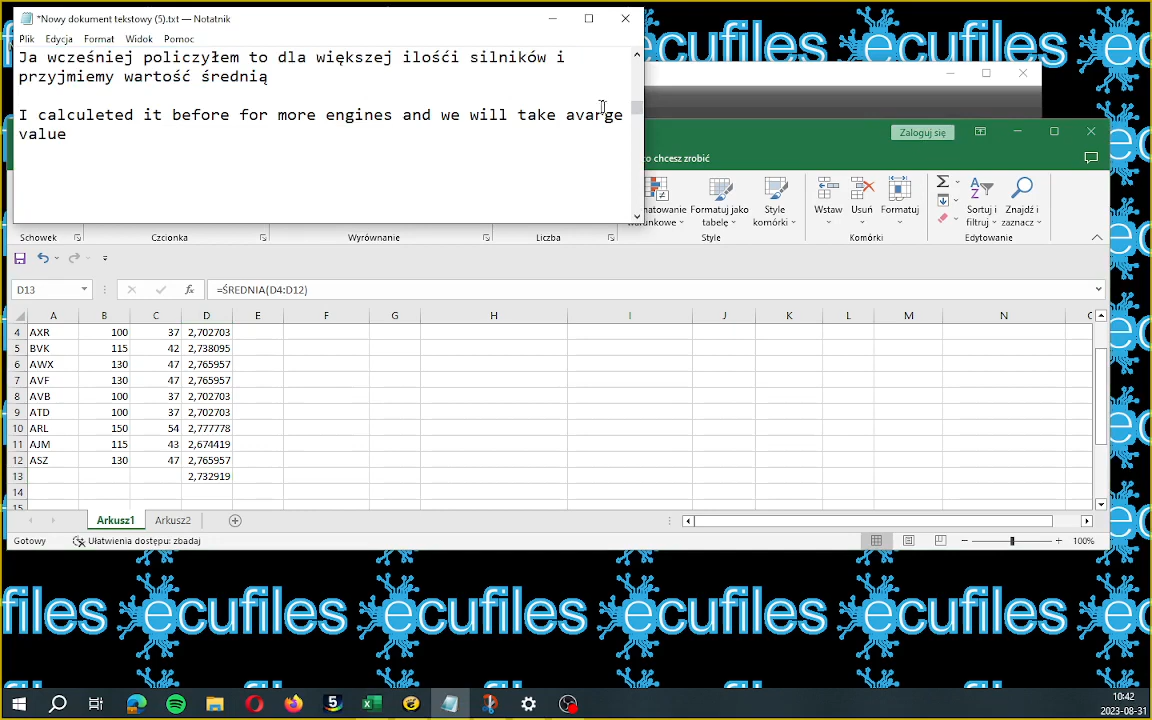 *Nowy dokument tekstowy (5).txt — Notatnik
Plik Edycja Format Widok Pomoc
Ja wcześniej policzyłem to dla większej ilośći silników i
przyjmiemy wartość średnią
I calculeted it before for more engines and we will take avarge
value
Zaloguj się
co chcesz zrobić
Formatowanie jako
tabelę
Style
komórki
Wstaw
Usuń
Formatuj
Sortuj i
filtruj
Znajdź i
zaznacz
Schowek
Czcionka
Wyrównanie
Liczba
Style
Komórki
Edytowanie
D13
fx
=ŚREDNIA(D4:D12)
A B C D E F G H I J K L M N
4 AXR 100 37 2,702703
5 BVK 115 42 2,738095
6 AWX 130 47 2,765957
7 AVF 130 47 2,765957
8 AVB 100 37 2,702703
9 ATD 100 37 2,702703
10 ARL 150 54 2,777778
11 AJM 115 43 2,674419
12 ASZ 130 47 2,765957
13 2,732919
14
15
Arkusz1 Arkusz2
Gotowy Ułatwienia dostępu: zbadaj
100%
ecufiles
ecufiles
ecufiles
ecufiles
10:42
2023-08-31